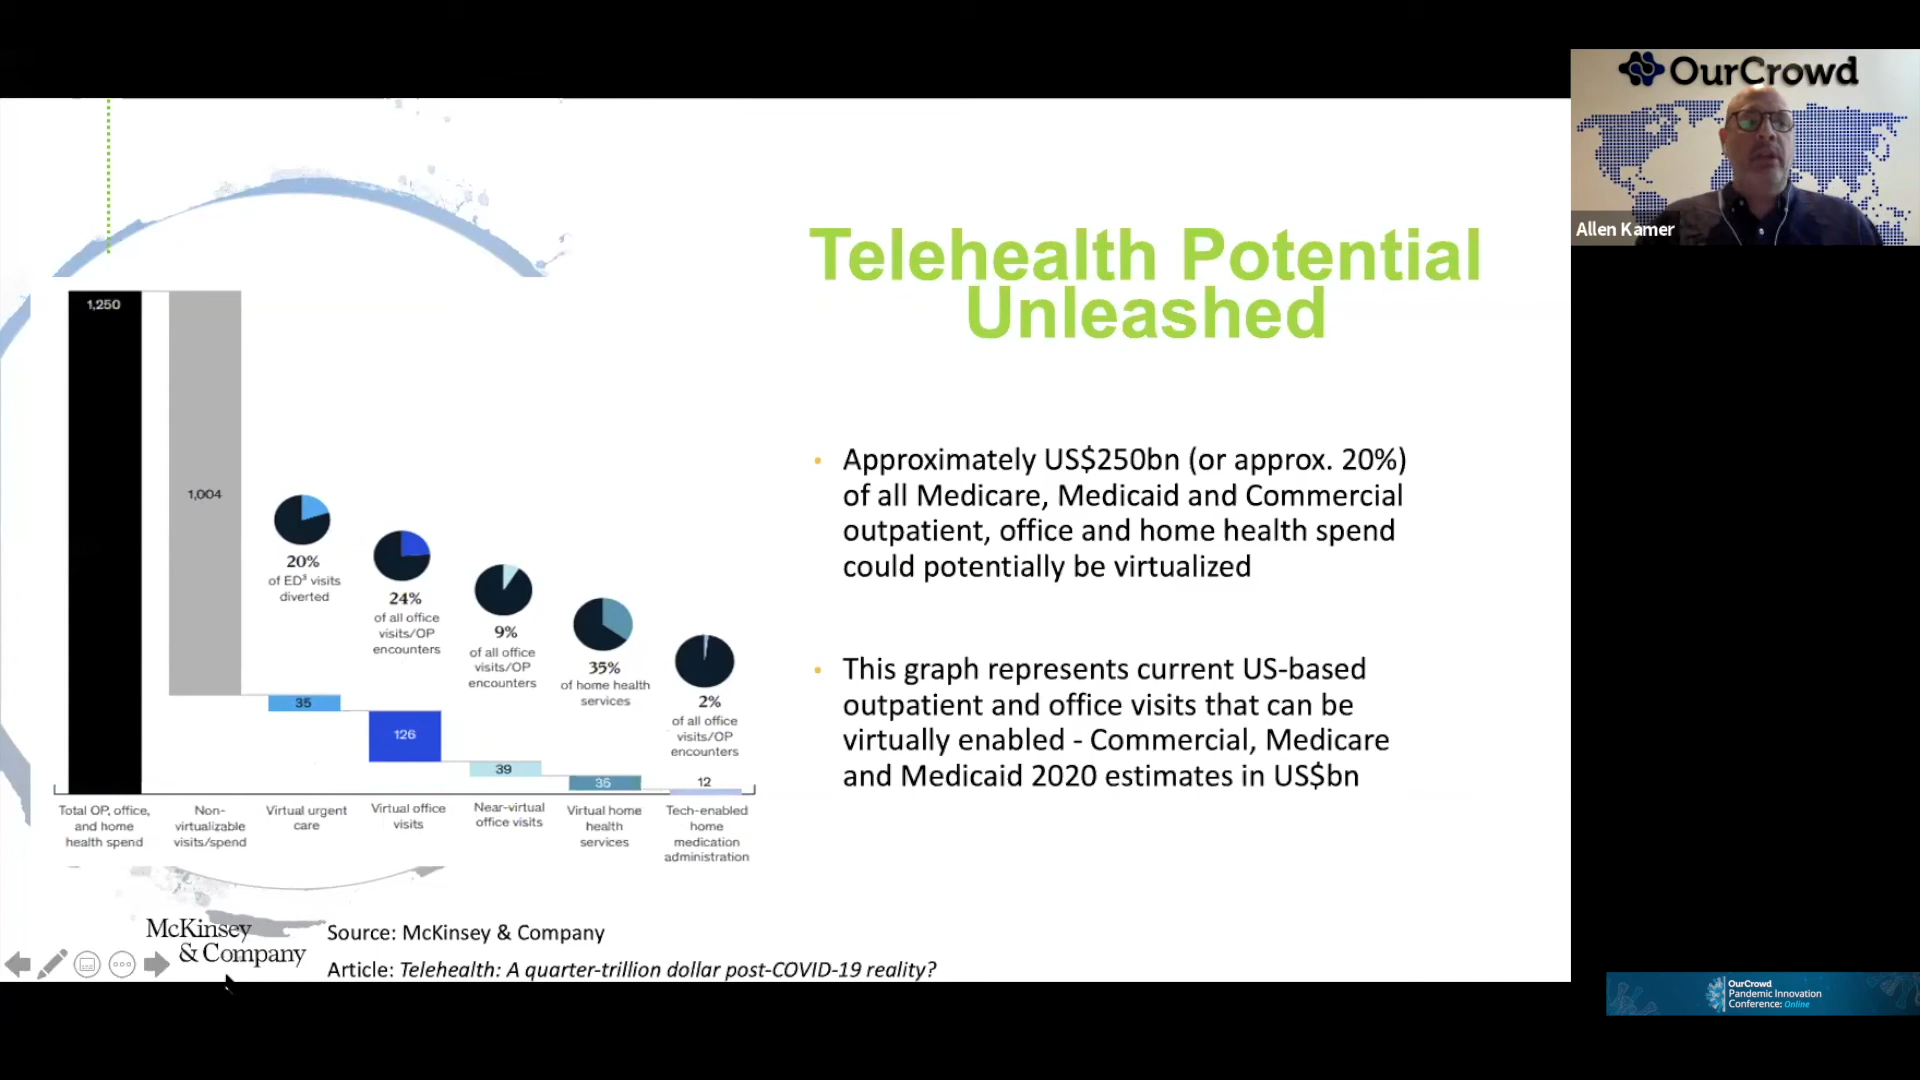 OurCrowd
Allen Kamer
Telehealth Potential
Unleashed
1,250
1,004
20%
of ED³ visits
diverted
24%
of all office
visits/OP
encounters
9%
of all office
visits/OP
encounters
35%
of home health
services
2%
of all office
visits/OP
encounters
35
126
39
35
12
Total OP, office,
and home
health spend
Non-
virtualizable
visits/spend
Virtual urgent
care
Virtual office
visits
Near-virtual
office visits
Virtual home
health
services
Tech-enabled
home
medication
administration
• Approximately US$250bn (or approx. 20%)
of all Medicare, Medicaid and Commercial
outpatient, office and home health spend
could potentially be virtualized
• This graph represents current US-based
outpatient and office visits that can be
virtually enabled - Commercial, Medicare
and Medicaid 2020 estimates in US$bn
McKinsey
& Company
Source: McKinsey & Company
Article: Telehealth: A quarter-trillion dollar post-COVID-19 reality?
OurCrowd
Pandemic Innovation
Conference: Online